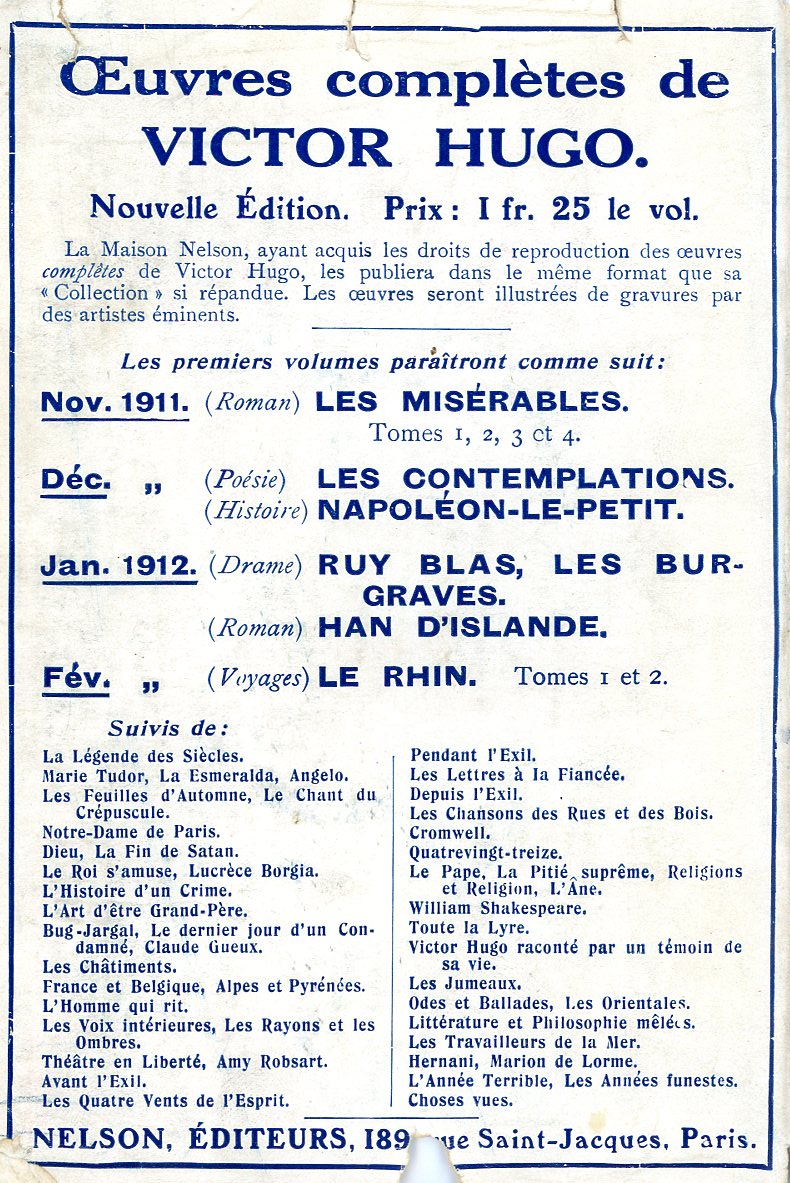 Œuvres complètes de
VICTOR HUGO.
Nouvelle Édition. Prix : 1 fr. 25 le vol.
La Maison Nelson, ayant acquis les droits de reproduction des œuvres
complètes de Victor Hugo, les publiera dans le même format que sa
« Collection » si répandue. Les œuvres seront illustrées de gravures par
des artistes éminents.
Les premiers volumes paraîtront comme suit :
Nov. 1911. (Roman) LES MISÉRABLES.
Tomes 1, 2, 3 et 4.
Déc. „ (Poésie) LES CONTEMPLATIONS.
(Histoire) NAPOLÉON-LE-PETIT.
Jan. 1912. (Drame) RUY BLAS, LES BUR-
GRAVES.
(Roman) HAN D'ISLANDE.
Fév. „ (Voyages) LE RHIN. Tomes 1 et 2.
Suivis de :
La Légende des Siècles.
Marie Tudor, La Esmeralda, Angelo.
Les Feuilles d'Automne, Le Chant du
Crépuscule.
Notre-Dame de Paris.
Dieu, La Fin de Satan.
Le Roi s'amuse, Lucrèce Borgia.
L'Histoire d'un Crime.
L'Art d'être Grand-Père.
Bug-Jargal, Le dernier jour d'un Con-
damné, Claude Gueux.
Les Châtiments.
France et Belgique, Alpes et Pyrénées.
L'Homme qui rit.
Les Voix intérieures, Les Rayons et les
Ombres.
Théâtre en Liberté, Amy Robsart.
Avant l'Exil.
Les Quatre Vents de l'Esprit.
Pendant l'Exil.
Les Lettres à la Fiancée.
Depuis l'Exil.
Les Chansons des Rues et des Bois.
Cromwell.
Quatrevingt-treize.
Le Pape, La Pitié suprême, Religions
et Religion, L'Âne.
William Shakespeare.
Toute la Lyre.
Victor Hugo raconté par un témoin de
sa vie.
Les Jumeaux.
Odes et Ballades, Les Orientales.
Littérature et Philosophie mêlées.
Les Travailleurs de la Mer.
Hernani, Marion de Lorme.
L'Année Terrible, Les Années funestes.
Choses vues.
NELSON, ÉDITEURS, 189, rue Saint-Jacques, Paris.